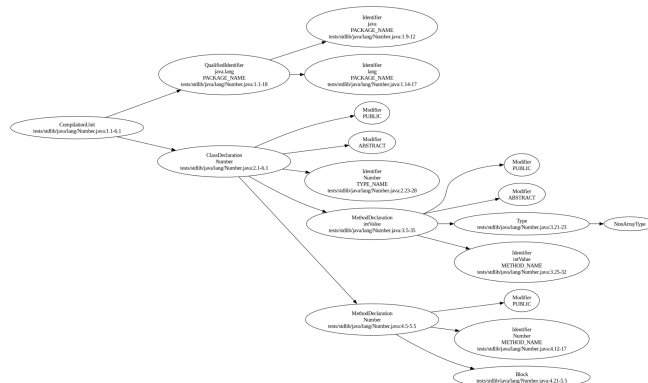 Identifier
java
PACKAGE_NAME
tests/stdlib/java/lang/Number.java:1.9-12
QualifiedIdentifier
java.lang
PACKAGE_NAME
tests/stdlib/java/lang/Number.java:1.1-18
Identifier
lang
PACKAGE_NAME
tests/stdlib/java/lang/Number.java:1.14-17
CompilationUnit
tests/stdlib/java/lang/Number.java:1.1-6.1
Modifier
PUBLIC
Modifier
ABSTRACT
ClassDeclaration
Number
tests/stdlib/java/lang/Number.java:2.1-6.1
Identifier
Number
TYPE_NAME
tests/stdlib/java/lang/Number.java:2.23-28
Modifier
PUBLIC
Modifier
ABSTRACT
MethodDeclaration
intValue
tests/stdlib/java/lang/Number.java:3.5-35
Type
tests/stdlib/java/lang/Number.java:3.21-23
NonArrayType
Identifier
intValue
METHOD_NAME
tests/stdlib/java/lang/Number.java:3.25-32
Modifier
PUBLIC
MethodDeclaration
Number
tests/stdlib/java/lang/Number.java:4.5-5.5
Identifier
Number
METHOD_NAME
tests/stdlib/java/lang/Number.java:4.12-17
Block
tests/stdlib/java/lang/Number.java:4.21-5.5